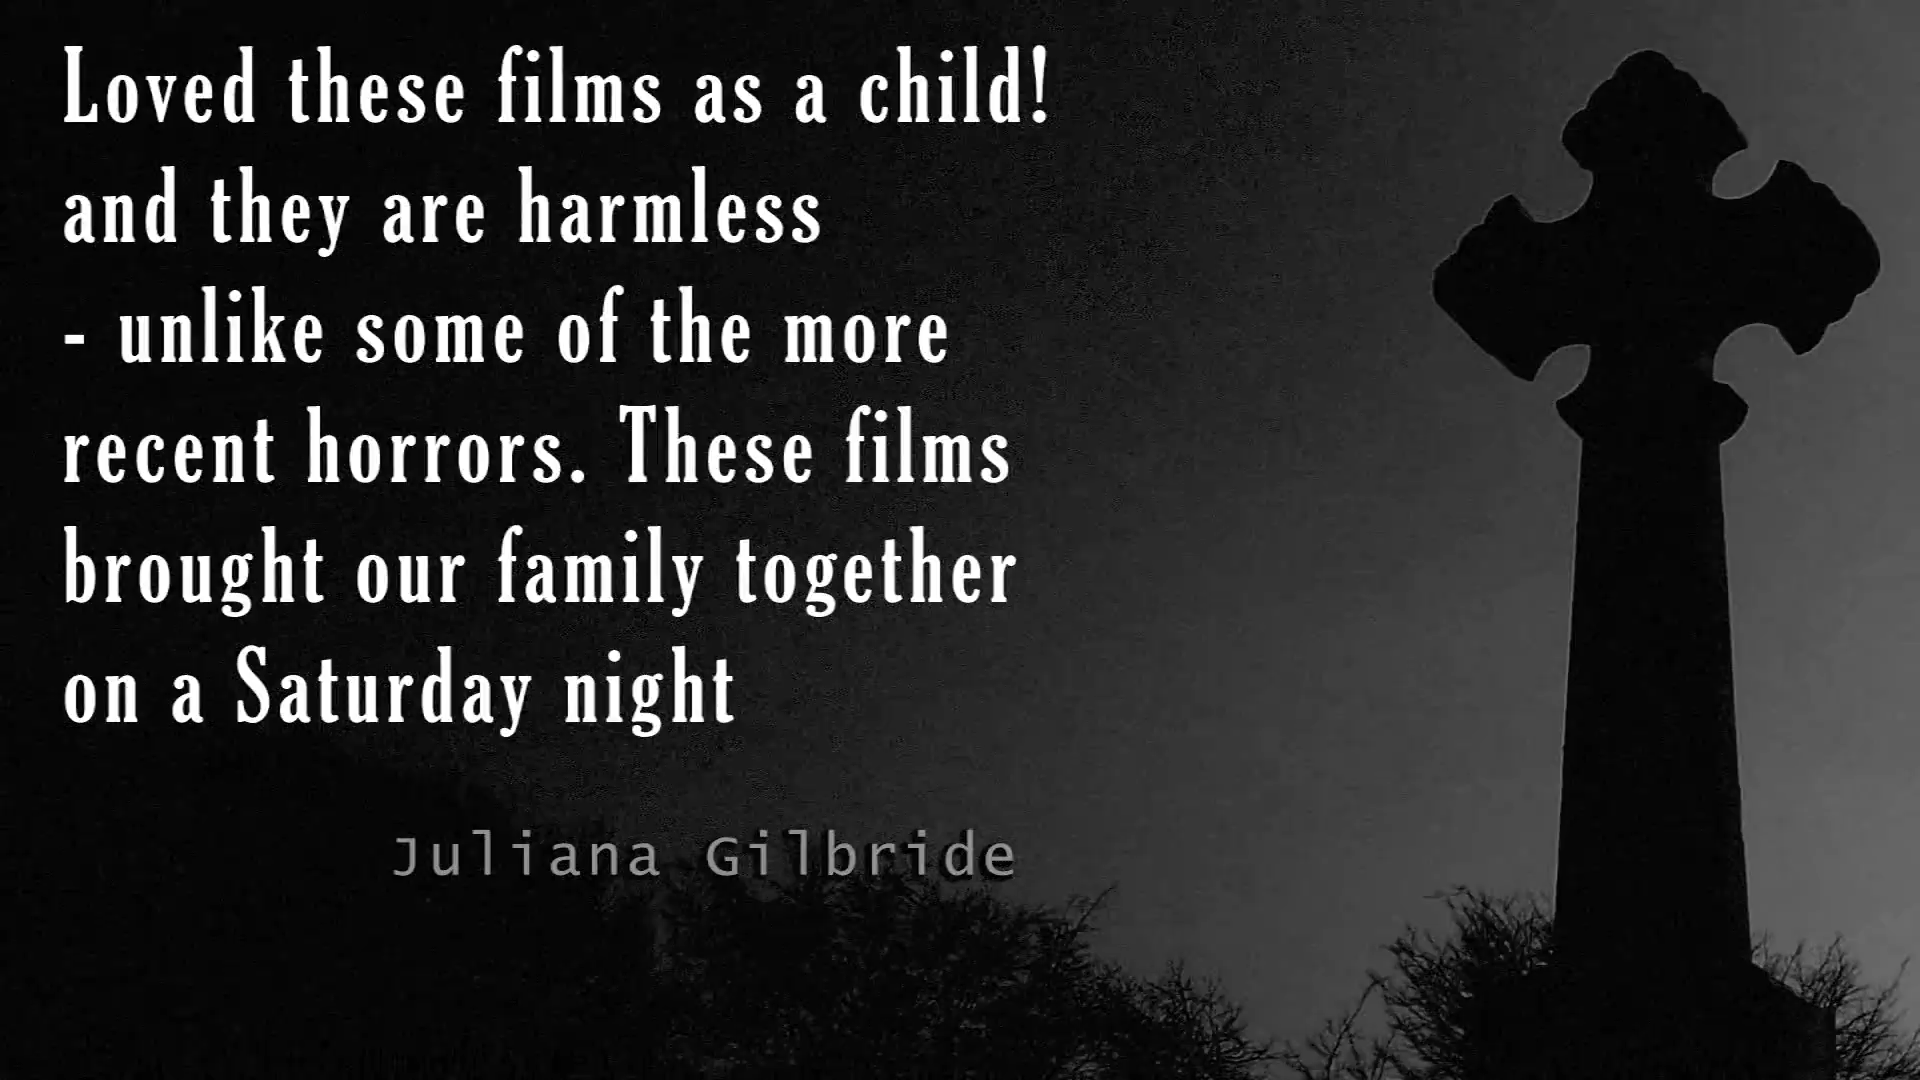 Loved these films as a child!
and they are harmless
- unlike some of the more
recent horrors. These films
brought our family together
on a Saturday night
Juliana Gilbride